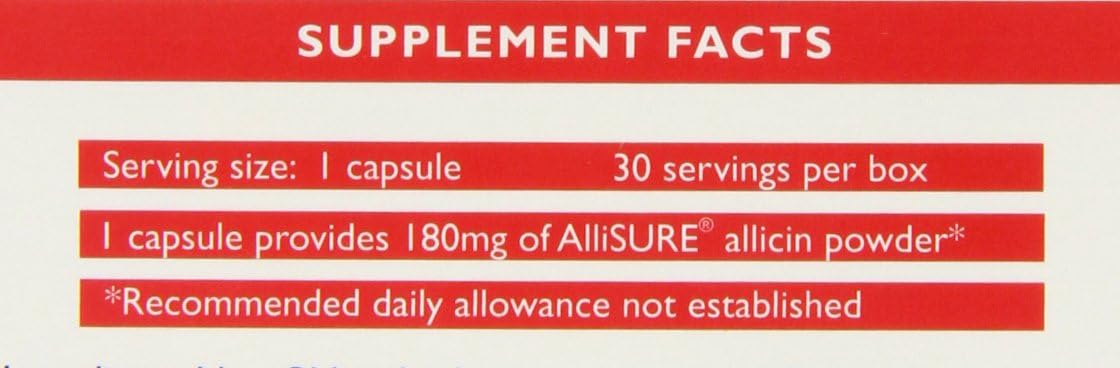 SUPPLEMENT FACTS
Serving size: 1 capsule 30 servings per box
1 capsule provides 180mg of AlliSURE® allicin powder*
*Recommended daily allowance not established